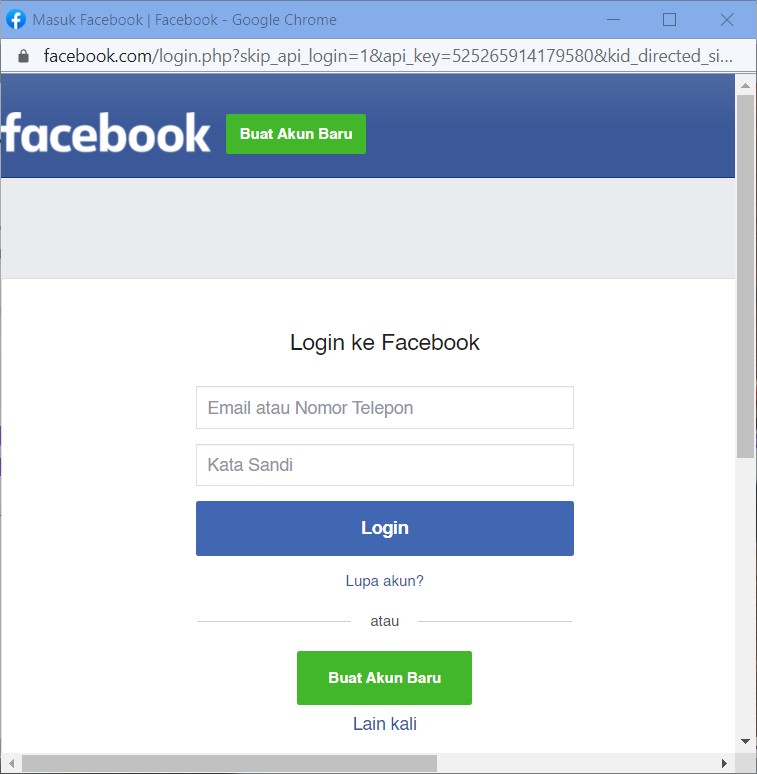 Masuk Facebook | Facebook - Google Chrome
facebook.com/login.php?skip_api_login=1&api_key=525265914179580&kid_directed_si...
facebook
Buat Akun Baru
Login ke Facebook
Email atau Nomor Telepon
Kata Sandi
Login
Lupa akun?
atau
Buat Akun Baru
Lain kali